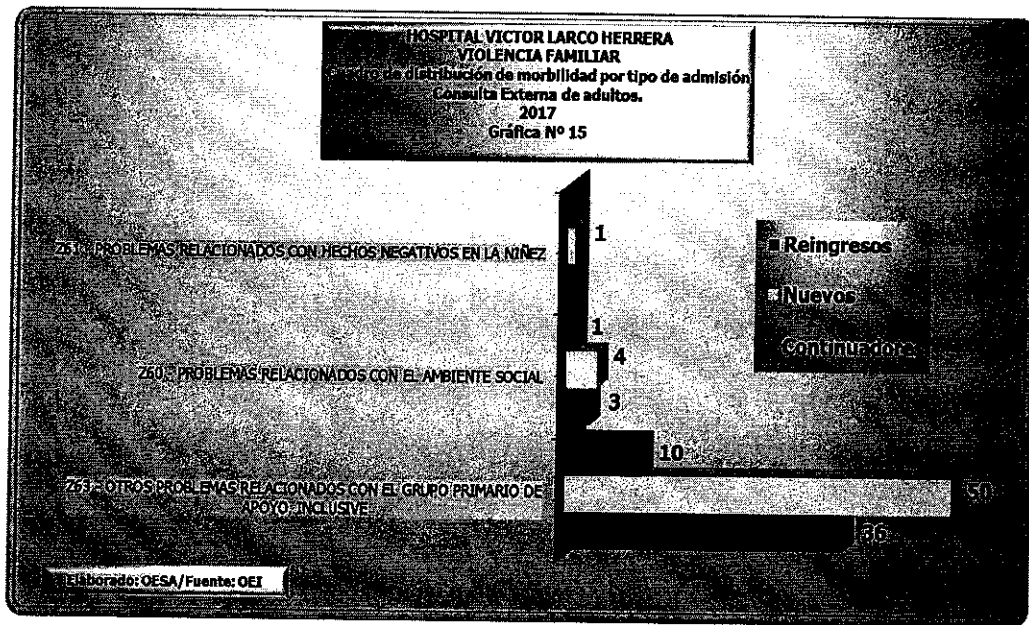 HOSPITAL VICTOR LARCO HERRERA
VIOLENCIA FAMILIAR
de distribución de morbilidad por tipo de admisión
Consulta Externa de adultos.
2017
Gráfica Nº 15
Z61 - PROBLEMAS RELACIONADOS CON HECHOS NEGATIVOS EN LA NIÑEZ
1
1
Z60 - PROBLEMAS RELACIONADOS CON EL AMBIENTE SOCIAL
4
3
10
Z63 - OTROS PROBLEMAS RELACIONADOS CON EL GRUPO PRIMARIO DE
APOYO INCLUSIVE
50
36
Reingresos
Nuevos
Continuadores
Elaborado: OESA/Fuente: OEI